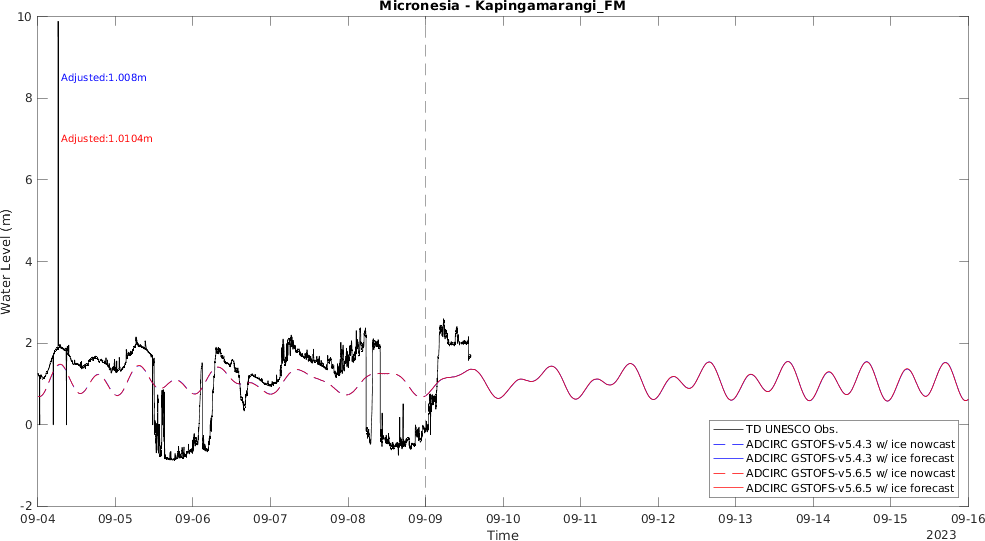 Micronesia - Kapingamarangi_FM
10
8
6
4
2
0
-2
Water Level (m)
Adjusted:1.008m
Adjusted:1.0104m
TD UNESCO Obs.
ADCIRC GSTOFS-v5.4.3 w/ ice nowcast
ADCIRC GSTOFS-v5.4.3 w/ ice forecast
ADCIRC GSTOFS-v5.6.5 w/ ice nowcast
ADCIRC GSTOFS-v5.6.5 w/ ice forecast
09-04 09-05 09-06 09-07 09-08 09-09 09-10 09-11 09-12 09-13 09-14 09-15 09-16
Time
2023